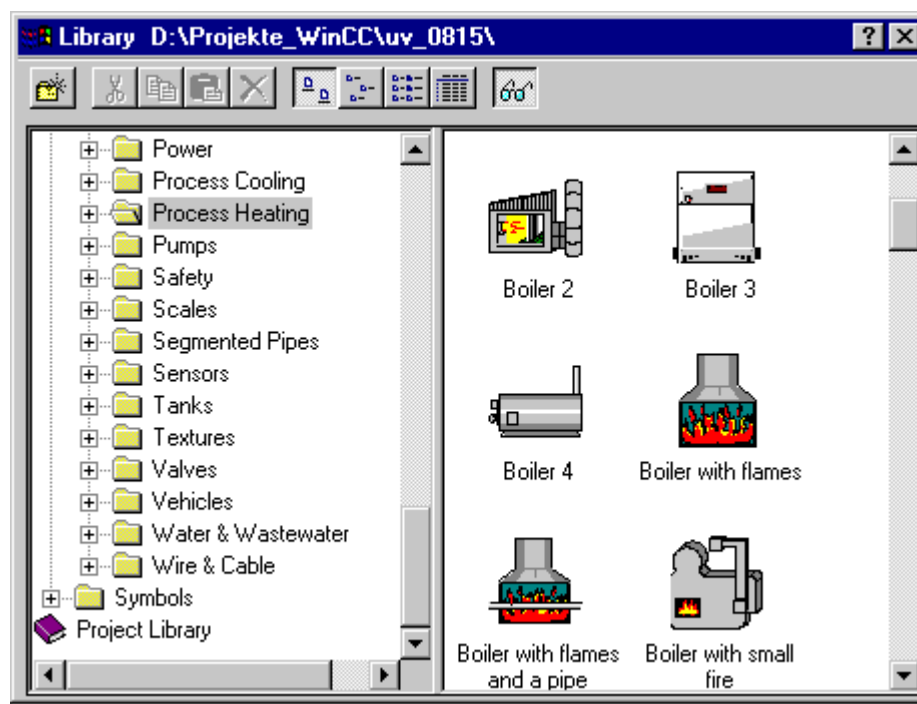 Library D:\Projekte_WinCC\uv_0815\
Power
Process Cooling
Process Heating
Pumps
Safety
Scales
Segmented Pipes
Sensors
Tanks
Textures
Valves
Vehicles
Water & Wastewater
Wire & Cable
Symbols
Project Library
Boiler 2
Boiler 3
Boiler 4
Boiler with flames
Boiler with flames
and a pipe
Boiler with small
fire